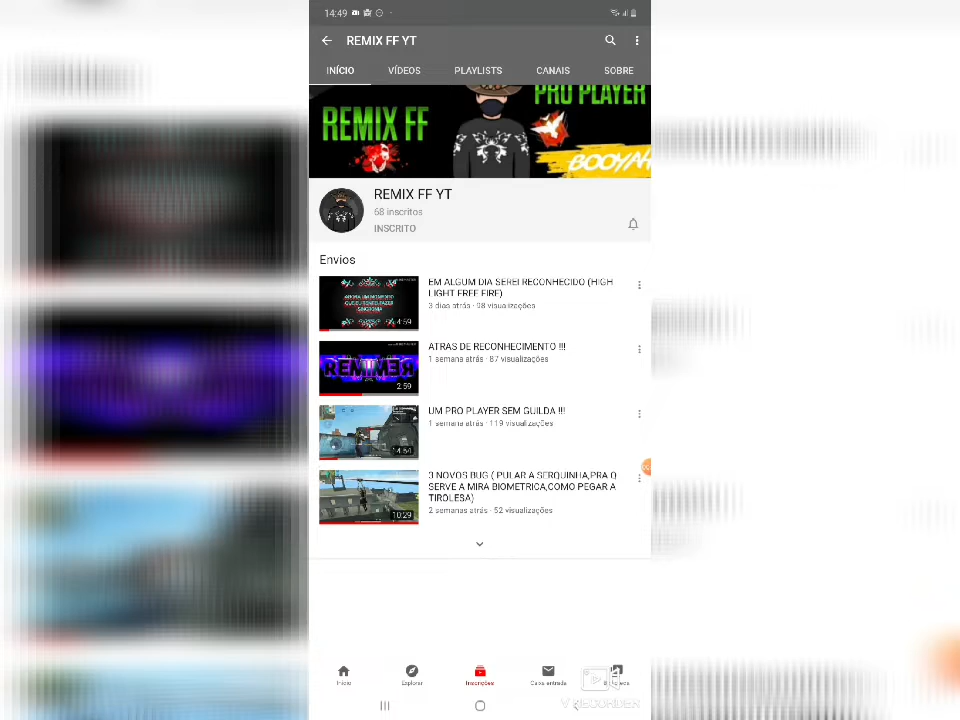 14:49
REMIX FF YT
INÍCIO VÍDEOS PLAYLISTS CANAIS SOBRE
REMIX FF
PRO PLAYER
BOOYAH
REMIX FF YT
68 inscritos
INSCRITO
Envios
EM ALGUM DIA SEREI RECONHECIDO (HIGH
LIGHT FREE FIRE)
3 dias atrás · 98 visualizações
4:59
ATRAS DE RECONHECIMENTO !!!
1 semana atrás · 87 visualizações
2:59
UM PRO PLAYER SEM GUILDA !!!
1 semana atrás · 119 visualizações
14:54
3 NOVOS BUG ( PULAR A SERQUINHA,PRA Q
SERVE A MIRA BIOMETRICA,COMO PEGAR A
TIROLESA)
2 semanas atrás · 52 visualizações
10:29
Início Explorar Inscrições Caixa entrada
V RECORDER